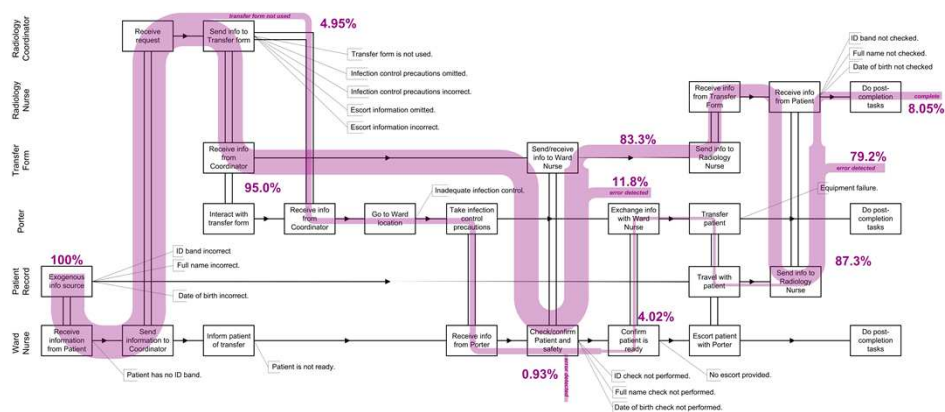 Radiology
Coordinator
Receive
request
Send info to
Transfer form
transfer form not used
4.95%
Transfer form is not used.
Infection control precautions omitted.
Infection control precautions incorrect.
Escort information omitted.
Escort information incorrect.
ID band not checked.
Full name not checked.
Date of birth not checked
Radiology
Nurse
Receive info
from Transfer
Form
Receive info
from Patient
Do post-
completion
tasks
complete
8.05%
Transfer
Form
Receive info
from
Coordinator
95.0%
Send/receive
info to Ward
Nurse
83.3%
11.8%
error detected
Send info to
Radiology
Nurse
79.2%
error detected
Inadequate infection control.
Equipment failure.
Porter
Interact with
transfer form
Receive info
from
Coordinator
Go to Ward
location
Take infection
control
precautions
Exchange info
with Ward
Nurse
Transfer
patient
Do post-
completion
tasks
Patient
Record
100%
Exogenous
info source
ID band incorrect
Full name incorrect.
Date of birth incorrect.
Travel with
patient
Send info to
Radiology
Nurse
87.3%
Ward
Nurse
Receive
information
from Patient
Send
information to
Coordinator
Inform patient
of transfer
Receive info
from Porter
Check/confirm
Patient and
safety
4.02%
Confirm
patient is
ready
Escort patient
with Porter
Do post-
completion
tasks
Patient has no ID band.
Patient is not ready.
0.93%
error detected
ID check not performed.
Full name check not performed.
Date of birth check not performed.
No escort provided.